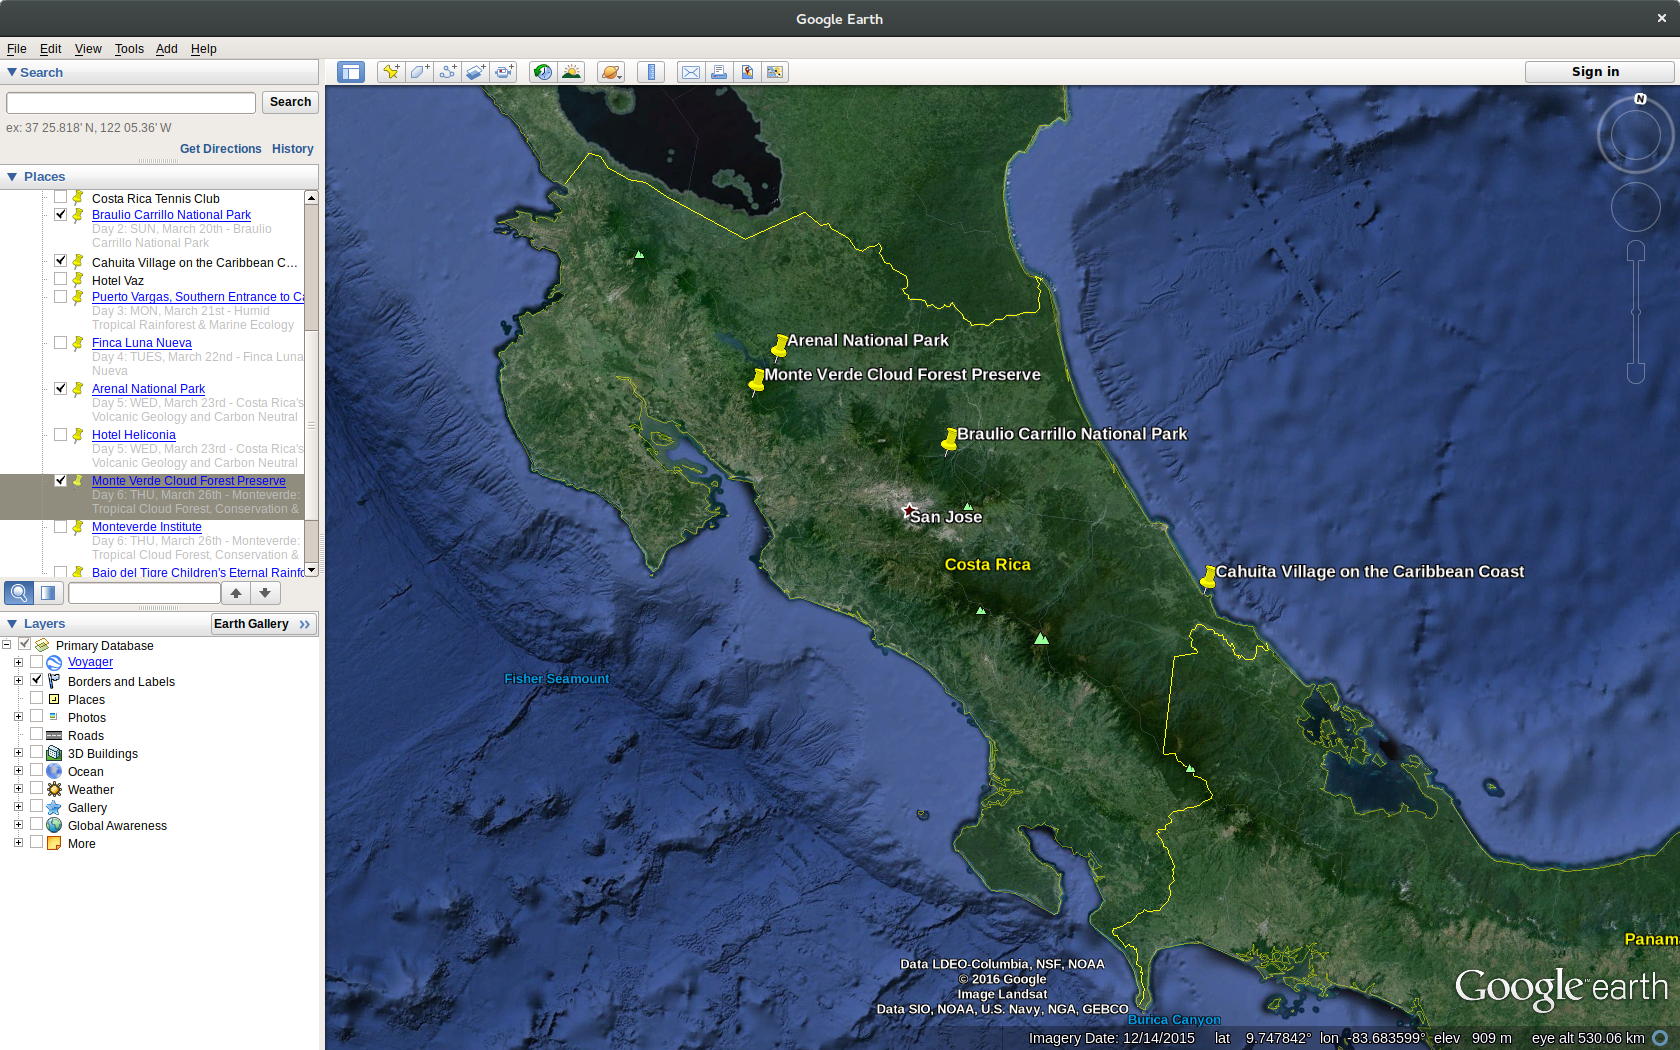 Google Earth
File Edit View Tools Add Help
Search
Search
ex: 37 25.818' N, 122 05.36' W
Get Directions History
Places
Costa Rica Tennis Club
Braulio Carrillo National Park
Day 2: SUN, March 20th - Braulio
Carrillo National Park
Cahuita Village on the Caribbean C...
Hotel Vaz
Puerto Vargas, Southern Entrance to Ca
Day 3: MON, March 21st - Humid
Tropical Rainforest & Marine Ecology
Finca Luna Nueva
Day 4: TUES, March 22nd - Finca Luna
Nueva
Arenal National Park
Day 5: WED, March 23rd - Costa Rica's
Volcanic Geology and Carbon Neutral
Hotel Heliconia
Day 5: WED, March 23rd - Costa Rica's
Volcanic Geology and Carbon Neutral
Monte Verde Cloud Forest Preserve
Day 6: THU, March 26th - Monteverde:
Tropical Cloud Forest, Conservation &
Monteverde Institute
Day 6: THU, March 26th - Monteverde:
Tropical Cloud Forest, Conservation &
Bajo del Tigre Children's Eternal Rainfo
Layers
Earth Gallery »
Primary Database
Voyager
Borders and Labels
Places
Photos
Roads
3D Buildings
Ocean
Weather
Gallery
Global Awareness
More
Sign in
N
Arenal National Park
Monte Verde Cloud Forest Preserve
Braulio Carrillo National Park
San Jose
Costa Rica
Cahuita Village on the Caribbean Coast
Fisher Seamount
Panam
Data LDEO-Columbia, NSF, NOAA
© 2016 Google
Image Landsat
Data SIO, NOAA, U.S. Navy, NGA, GEBCO
Google earth
Burica Canyon
Imagery Date: 12/14/2015 lat 9.747842° lon -83.683599° elev 909 m eye alt 530.06 km